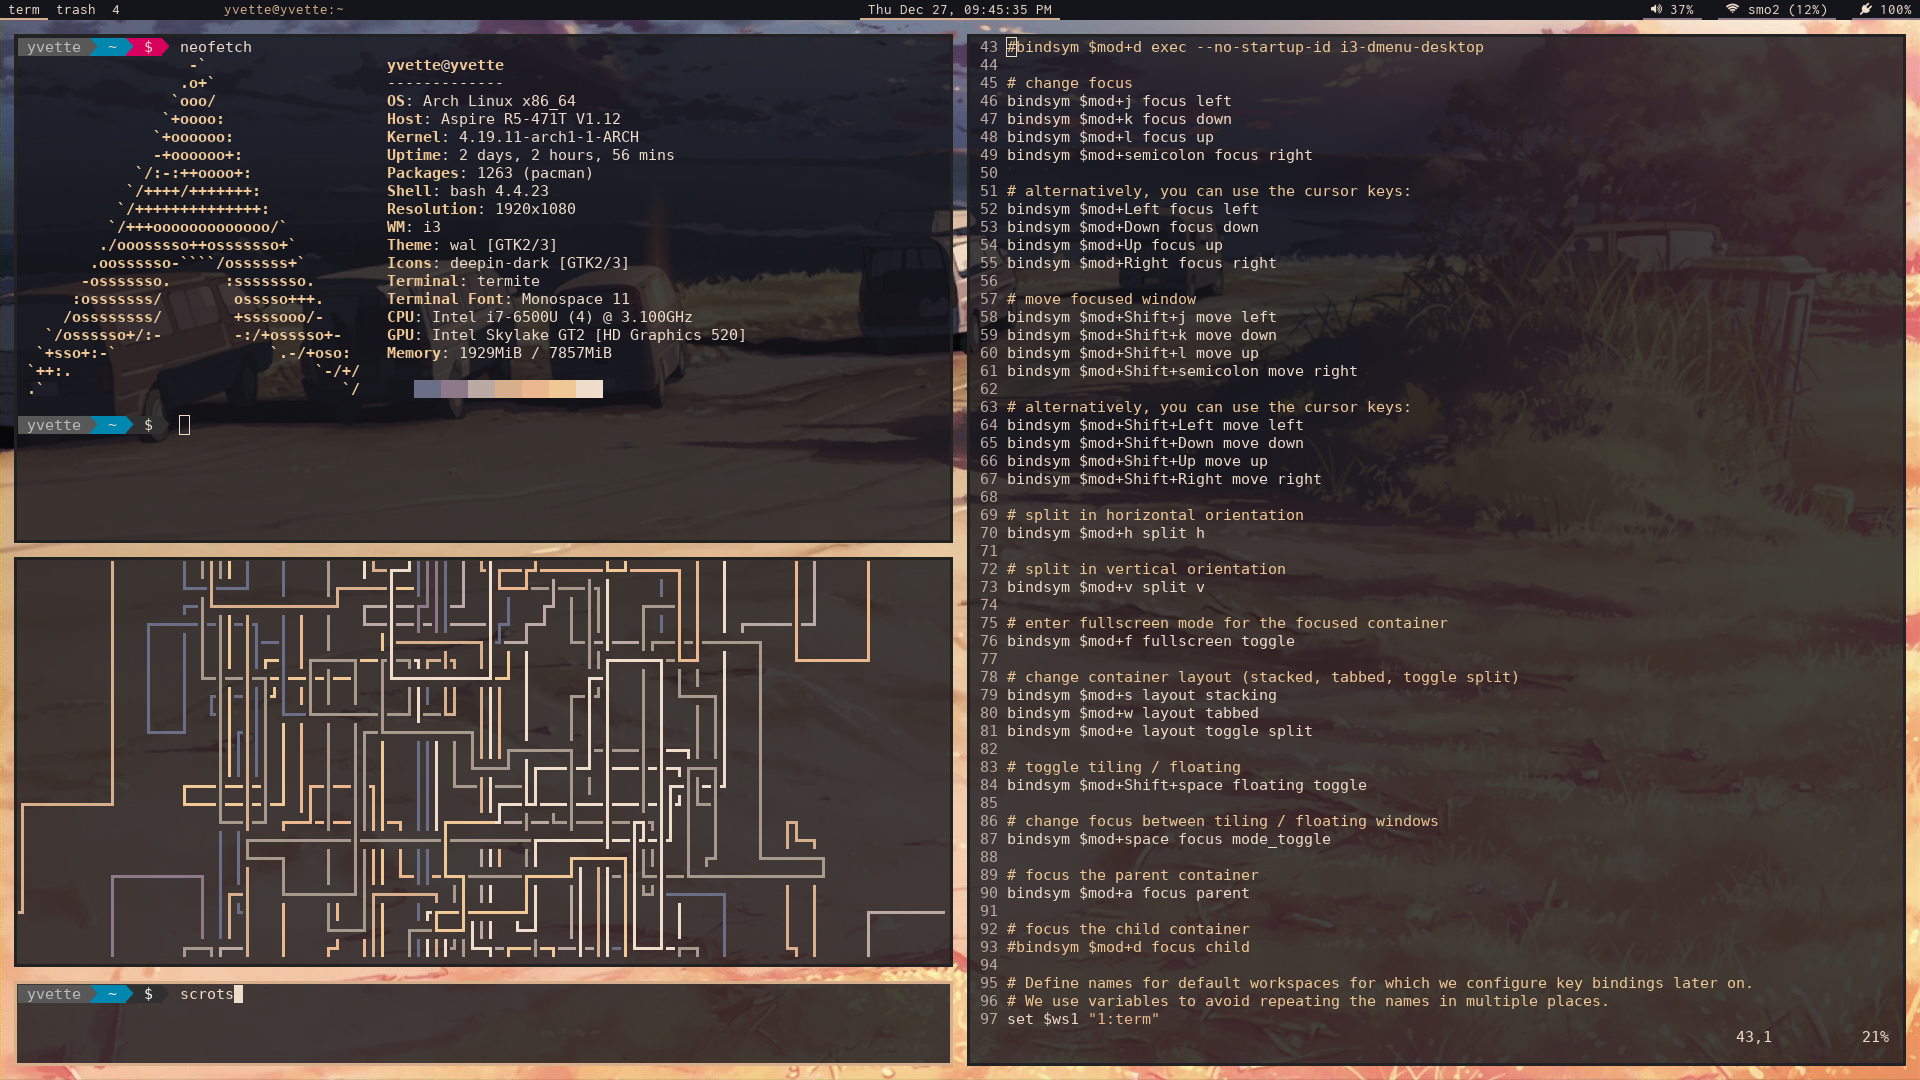 term trash 4 yvette@yvette:~ Thu Dec 27, 09:45:35 PM 37% smo2 (12%) 100%
yvette ~ $ neofetch
-`
.o+`
`ooo/
`+oooo:
`+oooooo:
-+oooooo+:
`/:-:++oooo+:
`/++++/+++++++:
`/++++++++++++++:
`/+++ooooooooooooo/`
./ooosssso++osssssso+`
.oossssso-````/ossssss+`
-osssssso. :ssssssso.
:osssssss/ osssso+++.
/ossssssss/ +ssssooo/-
`/ossssso+/:- -:/+osssso+-
`+sso+:-` `.-/+oso:
`++:. `-/+/
.` `/
yvette@yvette
-------------
OS: Arch Linux x86_64
Host: Aspire R5-471T V1.12
Kernel: 4.19.11-arch1-1-ARCH
Uptime: 2 days, 2 hours, 56 mins
Packages: 1263 (pacman)
Shell: bash 4.4.23
Resolution: 1920x1080
WM: i3
Theme: wal [GTK2/3]
Icons: deepin-dark [GTK2/3]
Terminal: termite
Terminal Font: Monospace 11
CPU: Intel i7-6500U (4) @ 3.100GHz
GPU: Intel Skylake GT2 [HD Graphics 520]
Memory: 1929MiB / 7857MiB
yvette ~ $
yvette ~ $ scrots
43 #bindsym $mod+d exec --no-startup-id i3-dmenu-desktop
44
45 # change focus
46 bindsym $mod+j focus left
47 bindsym $mod+k focus down
48 bindsym $mod+l focus up
49 bindsym $mod+semicolon focus right
50
51 # alternatively, you can use the cursor keys:
52 bindsym $mod+Left focus left
53 bindsym $mod+Down focus down
54 bindsym $mod+Up focus up
55 bindsym $mod+Right focus right
56
57 # move focused window
58 bindsym $mod+Shift+j move left
59 bindsym $mod+Shift+k move down
60 bindsym $mod+Shift+l move up
61 bindsym $mod+Shift+semicolon move right
62
63 # alternatively, you can use the cursor keys:
64 bindsym $mod+Shift+Left move left
65 bindsym $mod+Shift+Down move down
66 bindsym $mod+Shift+Up move up
67 bindsym $mod+Shift+Right move right
68
69 # split in horizontal orientation
70 bindsym $mod+h split h
71
72 # split in vertical orientation
73 bindsym $mod+v split v
74
75 # enter fullscreen mode for the focused container
76 bindsym $mod+f fullscreen toggle
77
78 # change container layout (stacked, tabbed, toggle split)
79 bindsym $mod+s layout stacking
80 bindsym $mod+w layout tabbed
81 bindsym $mod+e layout toggle split
82
83 # toggle tiling / floating
84 bindsym $mod+Shift+space floating toggle
85
86 # change focus between tiling / floating windows
87 bindsym $mod+space focus mode_toggle
88
89 # focus the parent container
90 bindsym $mod+a focus parent
91
92 # focus the child container
93 #bindsym $mod+d focus child
94
95 # Define names for default workspaces for which we configure key bindings later on.
96 # We use variables to avoid repeating the names in multiple places.
97 set $ws1 "1:term"
43,1 21%